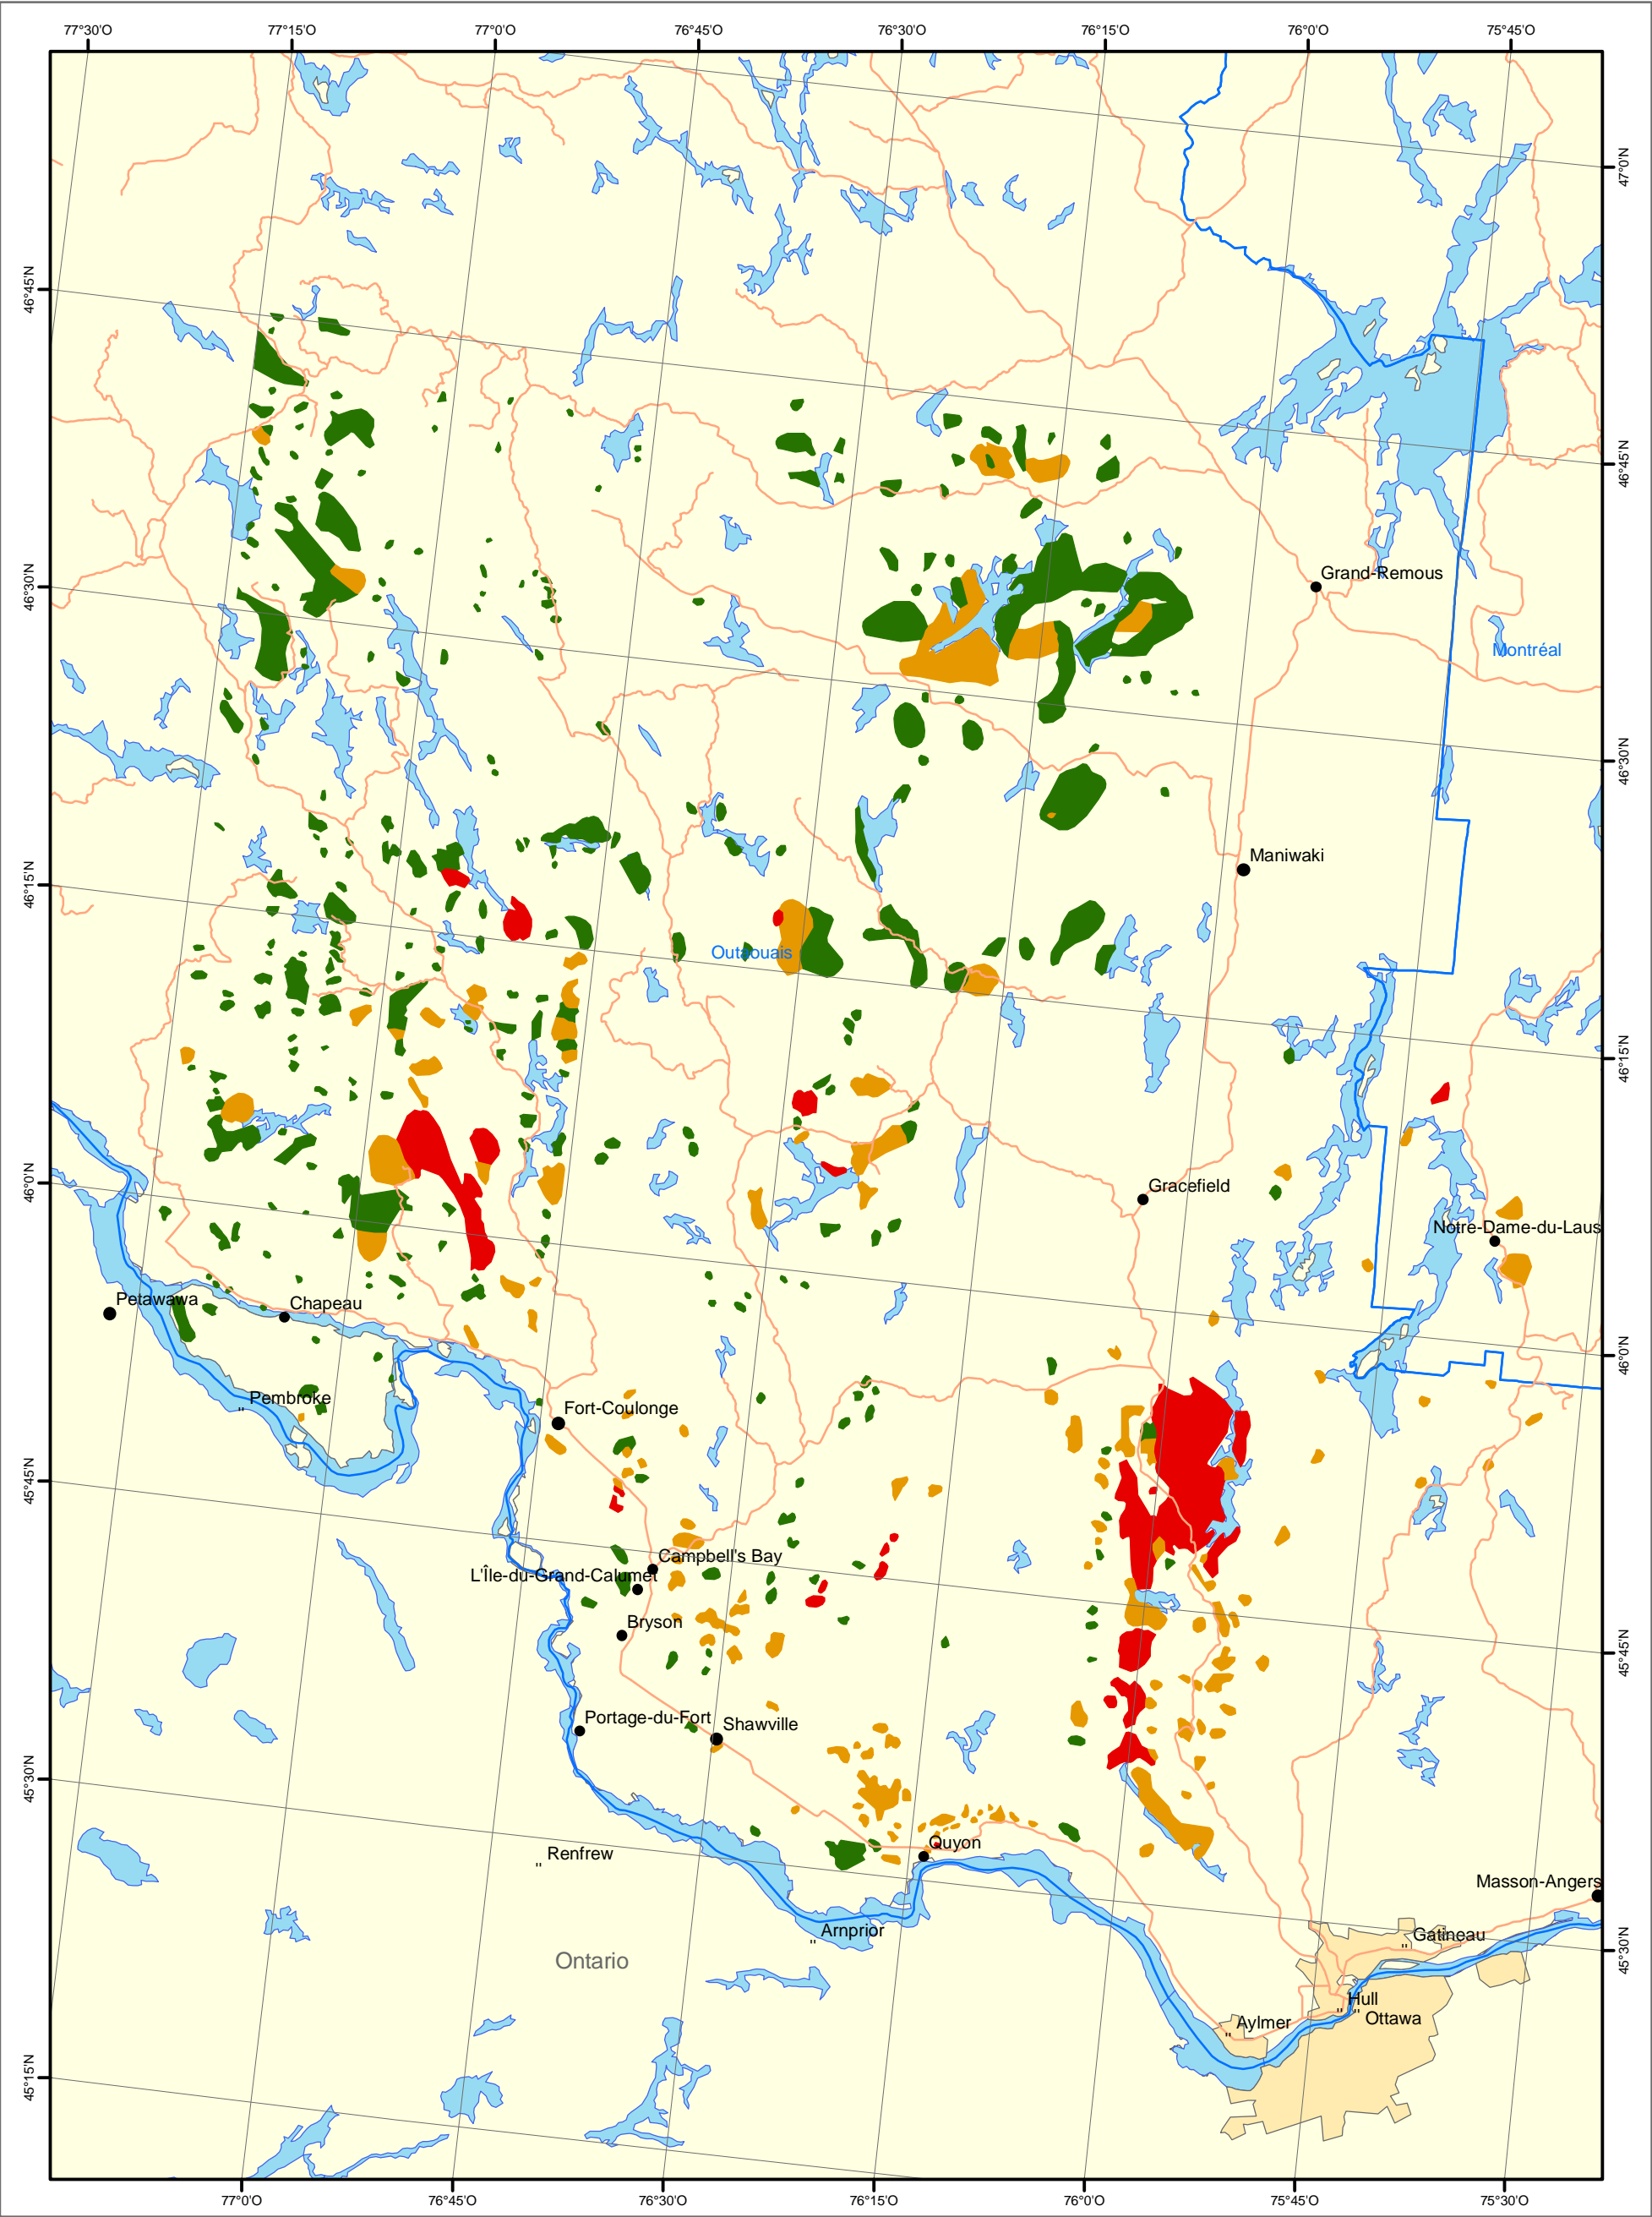 77°30'O 77°15'O 77°0'O 76°45'O 76°30'O 76°15'O 76°0'O 75°45'O
47°0'N
46°45'N
46°45'N
Grand-Remous
46°30'N
Montréal
46°30'N
Maniwaki
46°15'N
Outaouais
46°15'N
46°0'N
Gracefield
Notre-Dame-du-Laus
Petawawa
Chapeau
46°0'N
Pembroke
Fort-Coulonge
45°45'N
Campbell's Bay
L'Île-du-Grand-Calumet
Bryson
45°45'N
Portage-du-Fort
Shawville
45°30'N
Quyon
Renfrew
Masson-Angers
Arnprior
Gatineau
45°30'N
Ontario
Hull
Ottawa
Aylmer
45°15'N
77°0'O 76°45'O 76°30'O 76°15'O 76°0'O 75°45'O 75°30'O